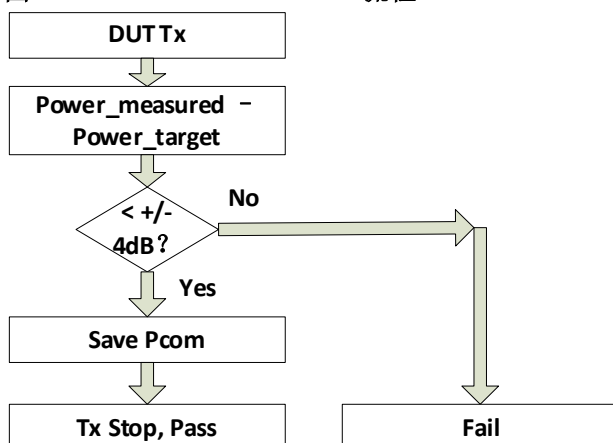 DUT Tx
Power_measured -
Power_target
< +/-
4dB？
No
Yes
Save Pcom
Tx Stop, Pass
Fail